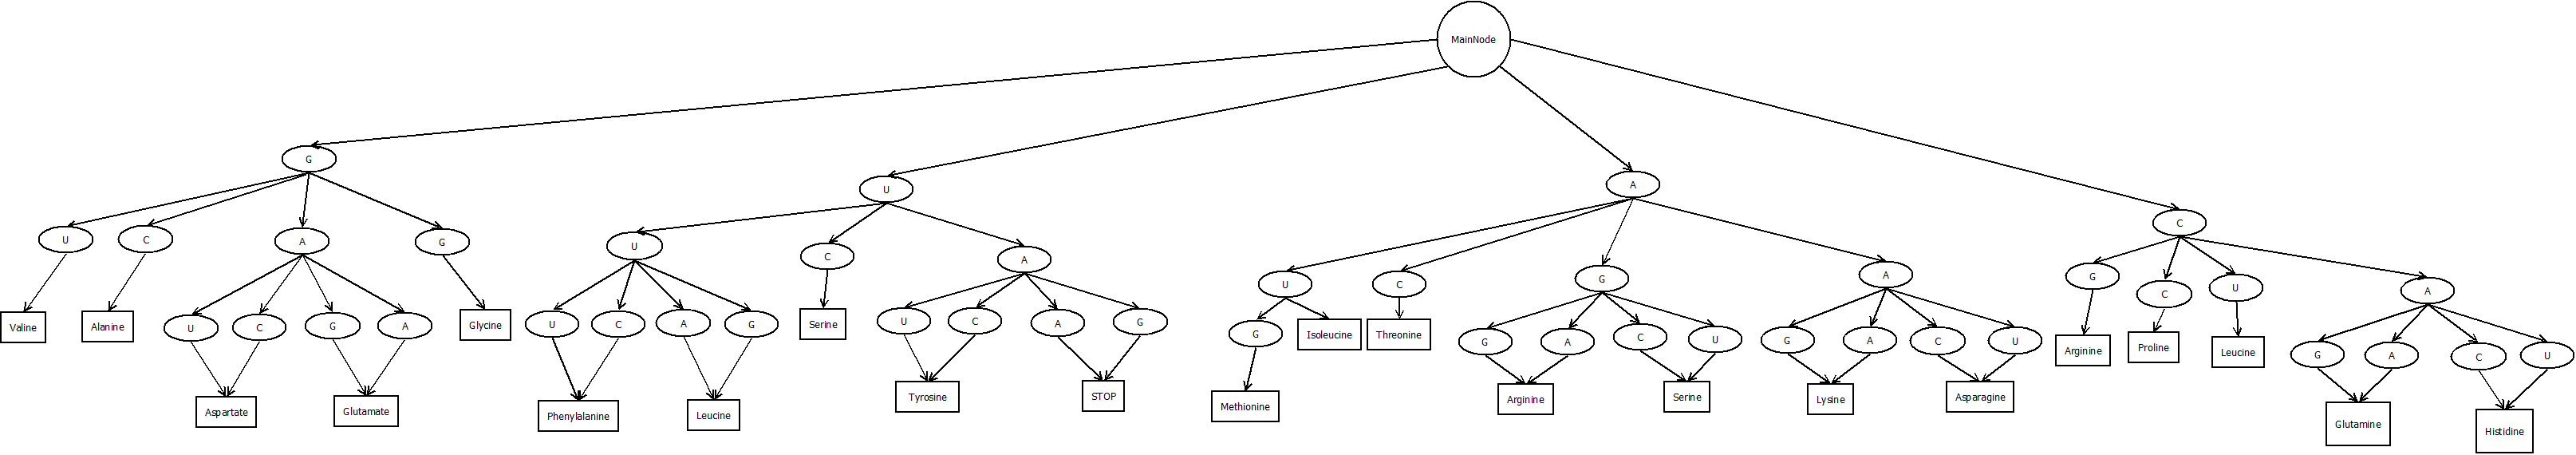 MainNode
G
U
A
C
U
C
A
G
U
C
A
U
C
G
A
G
C
U
A
Valine
Alanine
U
C
G
A
Glycine
U
C
A
G
Serine
U
C
A
G
G
Isoleucine
Threonine
G
A
C
U
G
A
C
U
Arginine
Proline
Leucine
G
A
C
U
Aspartate
Glutamate
Phenylalanine
Leucine
Tyrosine
STOP
Methionine
Arginine
Serine
Lysine
Asparagine
Glutamine
Histidine